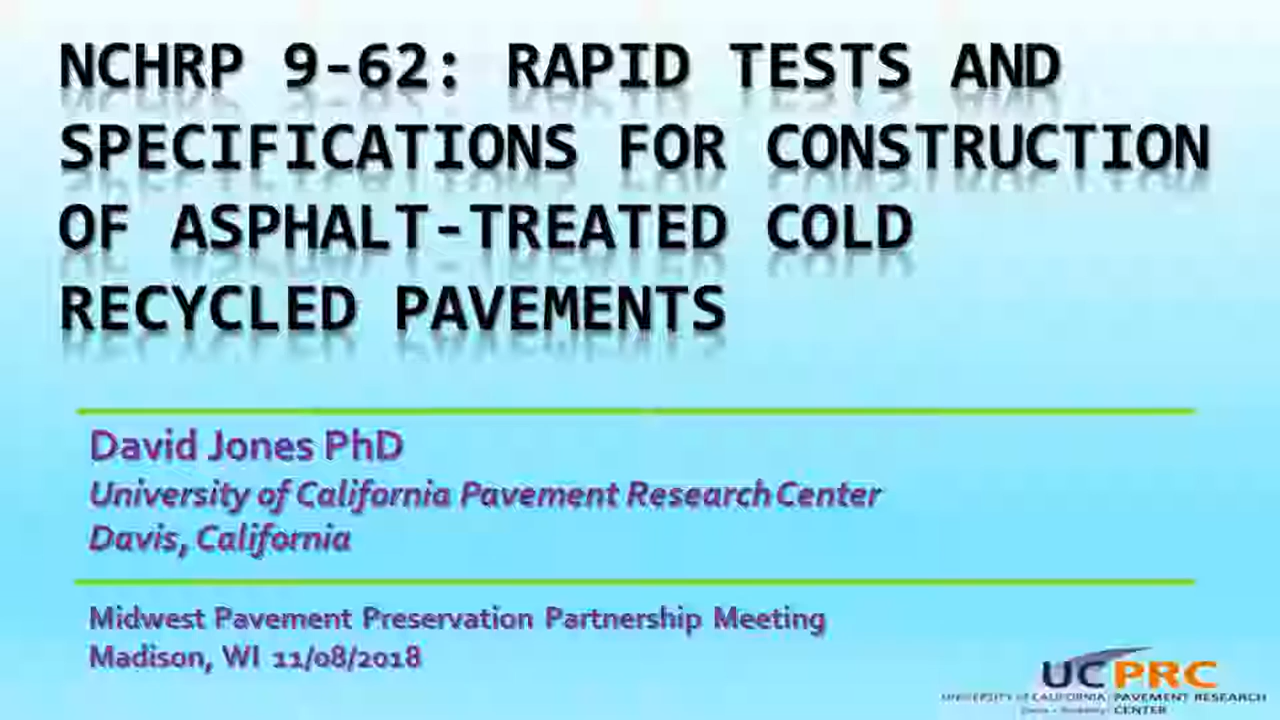 NCHRP 9-62: RAPID TESTS AND
SPECIFICATIONS FOR CONSTRUCTION
OF ASPHALT-TREATED COLD
RECYCLED PAVEMENTS
David Jones PhD
University of California Pavement Research Center
Davis, California
Midwest Pavement Preservation Partnership Meeting
Madison, WI 11/08/2018
UCPRC
UNIVERSITY of CALIFORNIA PAVEMENT RESEARCH
CENTER